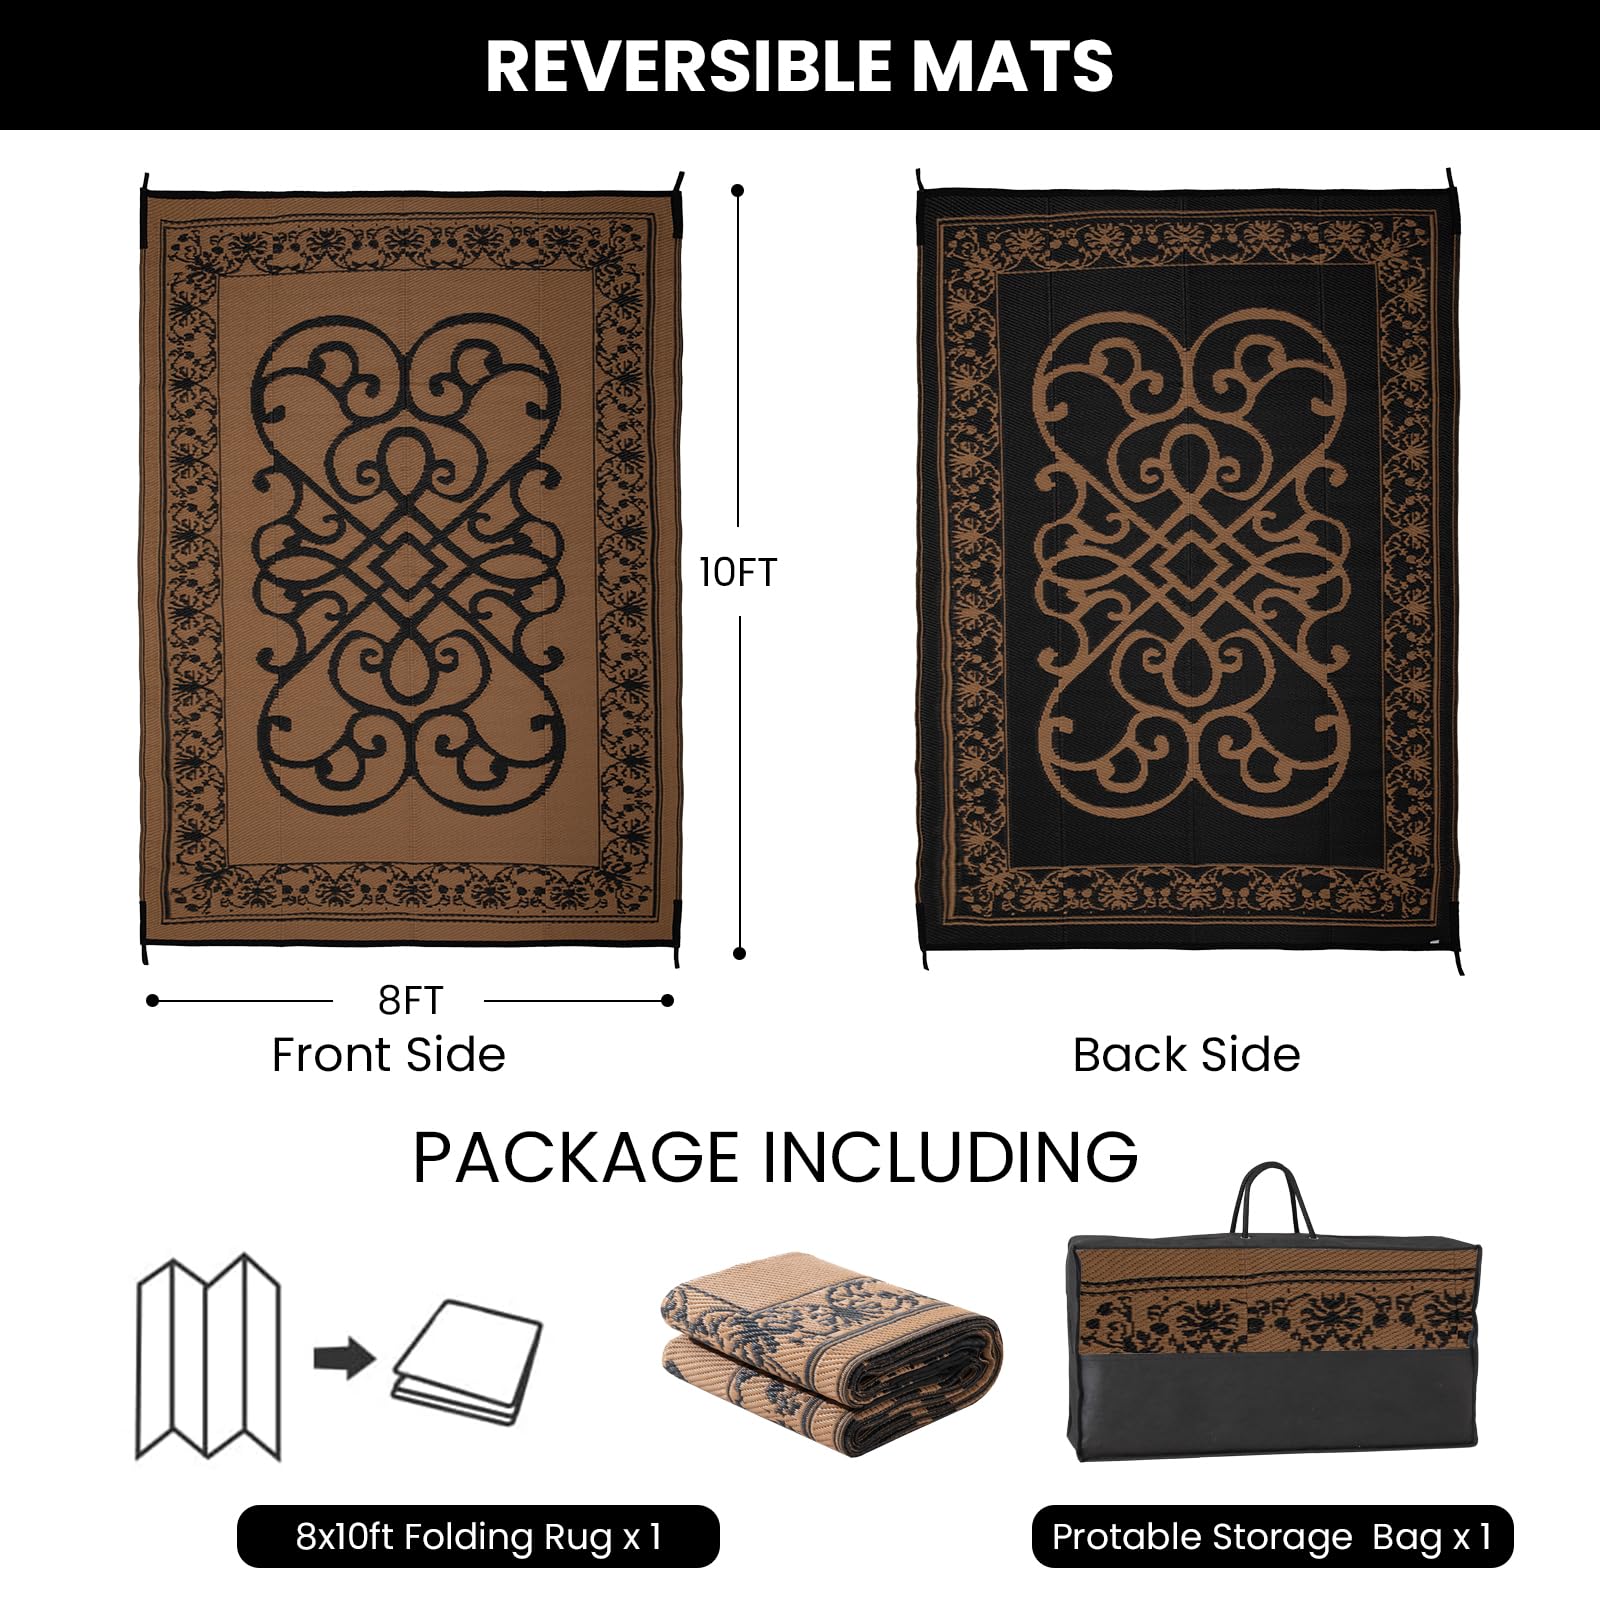 REVERSIBLE MATS
10FT
8FT
Front Side
Back Side
PACKAGE INCLUDING
8x10ft Folding Rug x 1
Protable Storage  Bag x 1